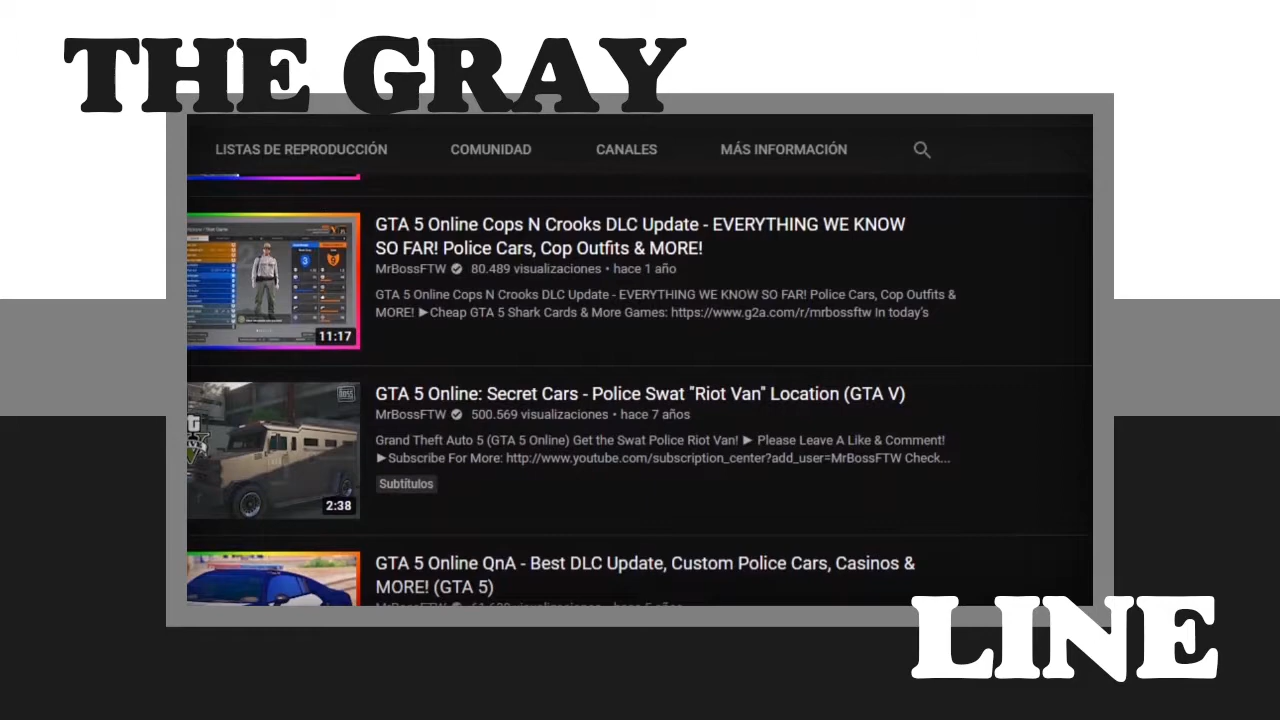 THE GRAY
LISTAS DE REPRODUCCIÓN COMUNIDAD CANALES MÁS INFORMACIÓN
GTA 5 Online Cops N Crooks DLC Update - EVERYTHING WE KNOW
SO FAR! Police Cars, Cop Outfits & MORE!
MrBossFTW 80.489 visualizaciones • hace 1 año
GTA 5 Online Cops N Crooks DLC Update - EVERYTHING WE KNOW SO FAR! Police Cars, Cop Outfits &
MORE! ►Cheap GTA 5 Shark Cards & More Games: https://www.g2a.com/r/mrbossftw In today's
11:17
GTA 5 Online: Secret Cars - Police Swat "Riot Van" Location (GTA V)
MrBossFTW 500.569 visualizaciones • hace 7 años
Grand Theft Auto 5 (GTA 5 Online) Get the Swat Police Riot Van! ► Please Leave A Like & Comment!
►Subscribe For More: http://www.youtube.com/subscription_center?add_user=MrBossFTW Check...
Subtítulos
2:38
GTA 5 Online QnA - Best DLC Update, Custom Police Cars, Casinos &
MORE! (GTA 5)
LINE